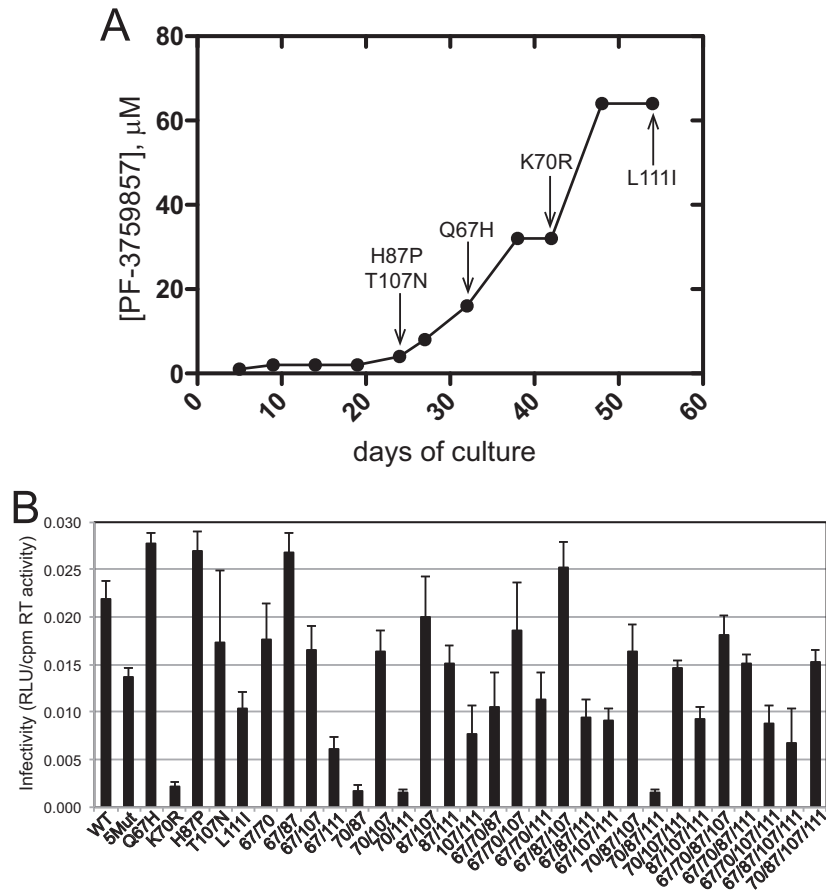 A
[PF-3759857], μM
80
60
40
20
0
H87P
T107N
Q67H
K70R
L111I
0
10
20
30
40
50
60
days of culture
B
Infectivity (RLU/cpm RT activity)
0.030
0.025
0.020
0.015
0.010
0.005
0.000
WT
5Mut
Q67H
K70R
H87P
T107N
L111I
67/70
67/87
67/107
67/111
70/87
70/107
70/111
87/107
87/111
107/111
67/70/87
67/70/107
67/70/111
67/87/107
67/87/111
67/107/111
70/87/107
70/87/111
70/107/111
87/107/111
67/70/87/107
67/70/87/111
67/70/107/111
67/87/107/111
70/87/107/111